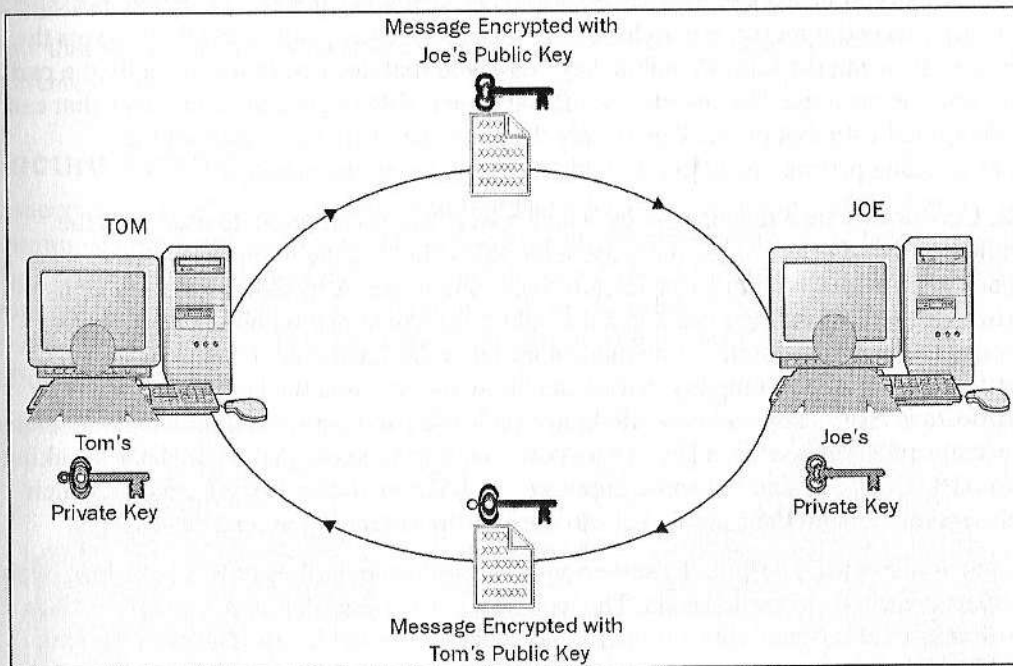 Message Encrypted with
Joe's Public Key
TOM
JOE
Tom's
Private Key
Joe's
Private Key
Message Encrypted with
Tom's Public Key